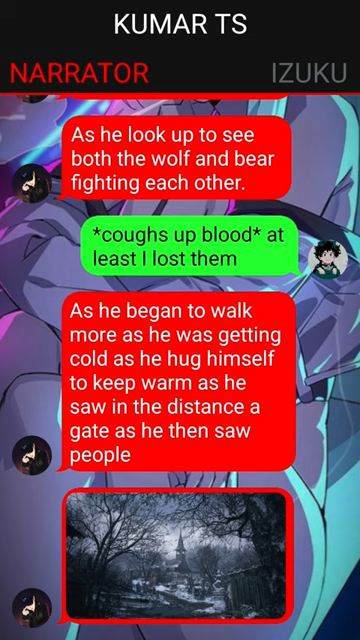 KUMAR TS
NARRATOR IZUKU
As he look up to see
both the wolf and bear
fighting each other.
*coughs up blood* at
least I lost them
As he began to walk
more as he was getting
cold as he hug himself
to keep warm as he
saw in the distance a
gate as he then saw
people